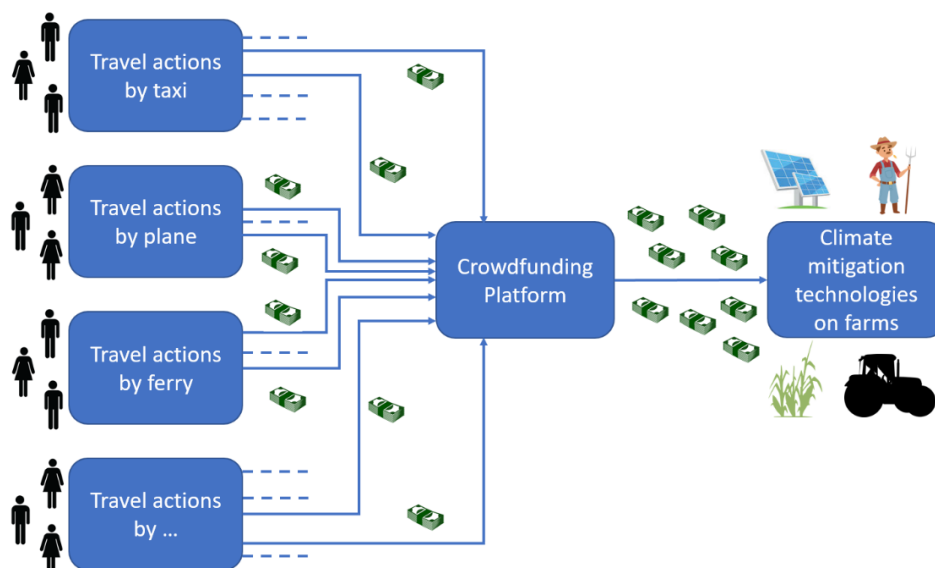 Travel actions
by taxi
Travel actions
by plane
Travel actions
by ferry
Travel actions
by ...
Crowdfunding
Platform
Climate
mitigation
technologies
on farms